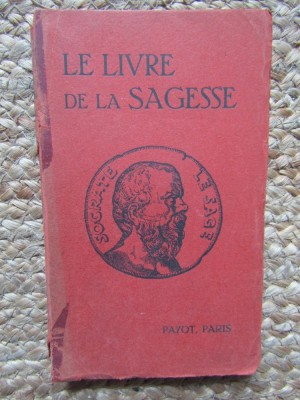 LE LIVRE
DE LA SAGESSE
SOCRATE LE SAGE
PAYOT, PARIS